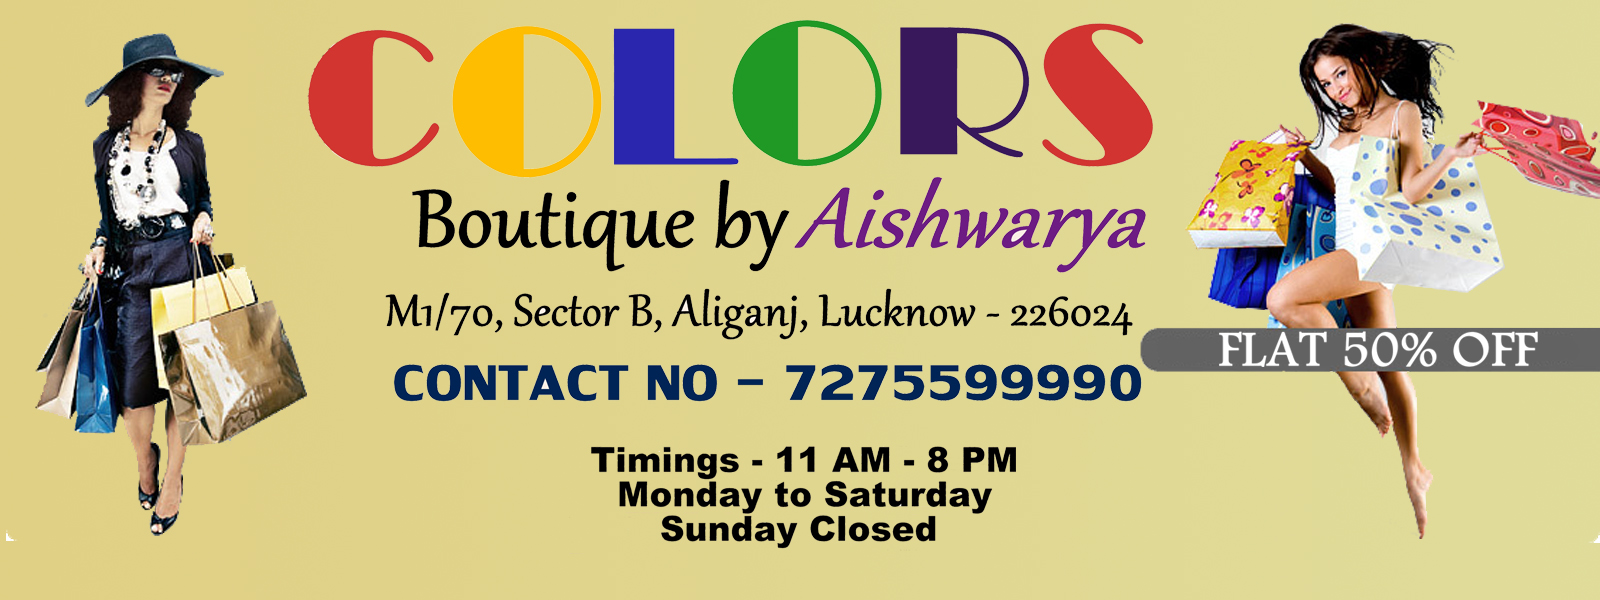 COLORS
Boutique by Aishwarya
M1/70, Sector B, Aliganj, Lucknow - 226024
CONTACT NO - 7275599990
FLAT 50% OFF
Timings - 11 AM - 8 PM
Monday to Saturday
Sunday Closed